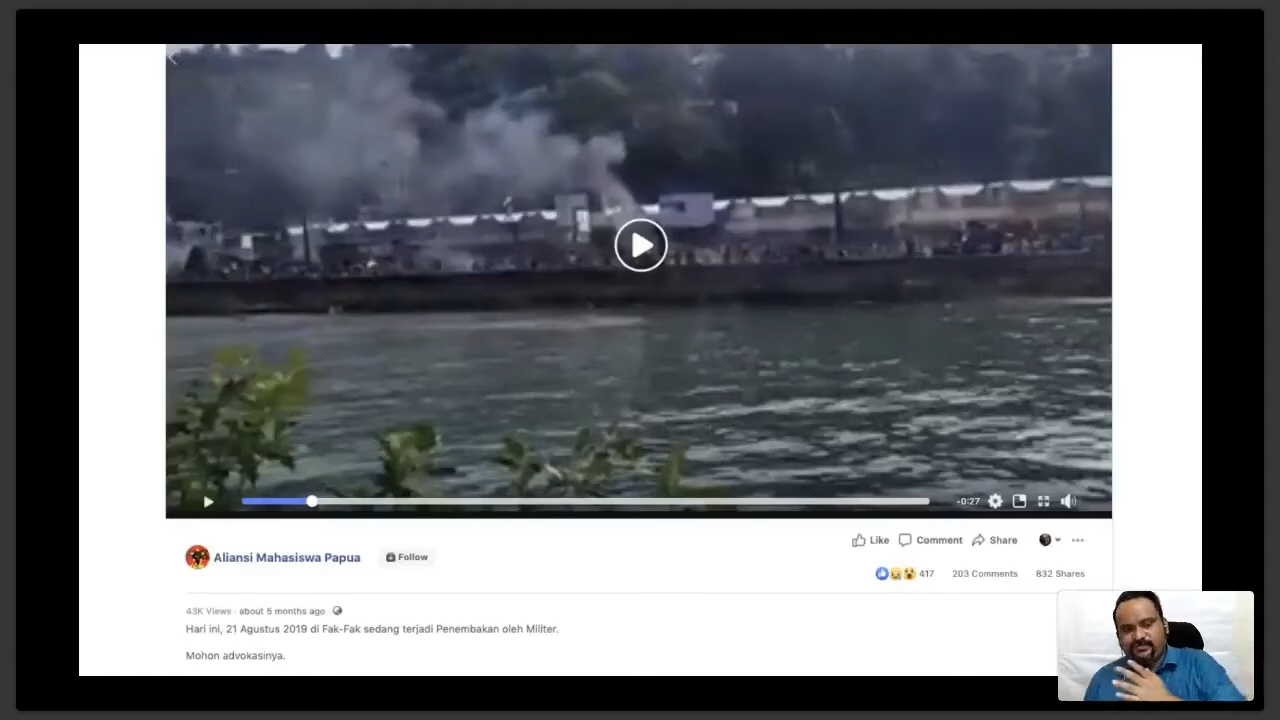 -0:27
Aliansi Mahasiswa Papua
Follow
Like
Comment
Share
417
203 Comments
832 Shares
43K Views · about 5 months ago
Hari ini, 21 Agustus 2019 di Fak-Fak sedang terjadi Penembakan oleh Militer.
Mohon advokasinya.